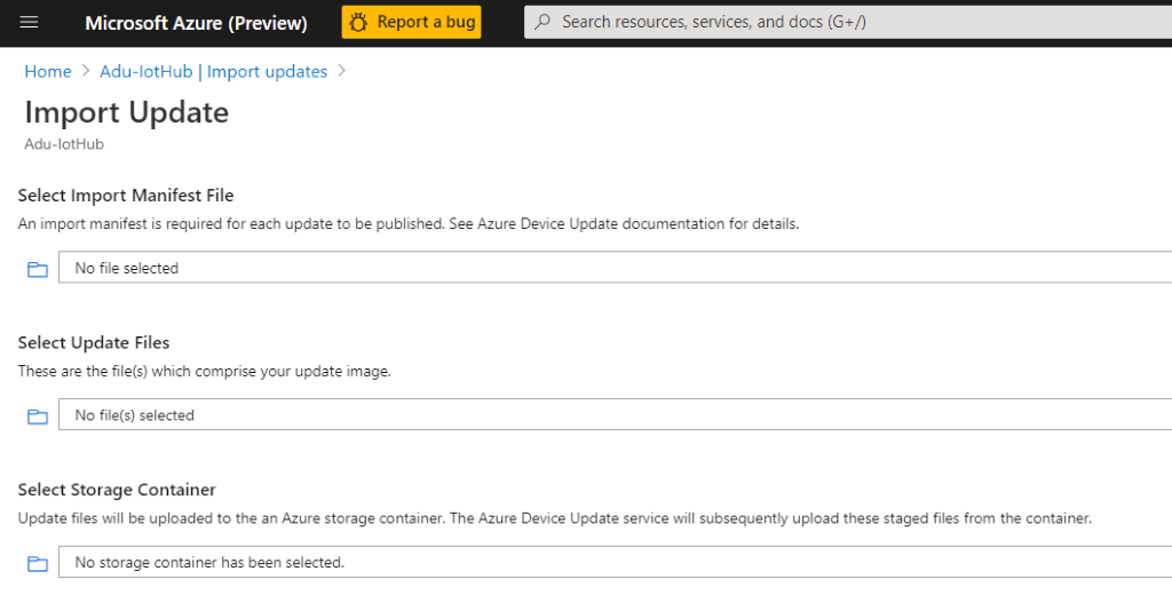 Microsoft Azure (Preview)
Report a bug
Search resources, services, and docs (G+/)
Home > Adu-IotHub | Import updates >
Import Update
Adu-IotHub
Select Import Manifest File
An import manifest is required for each update to be published. See Azure Device Update documentation for details.
No file selected
Select Update Files
These are the file(s) which comprise your update image.
No file(s) selected
Select Storage Container
Update files will be uploaded to the an Azure storage container. The Azure Device Update service will subsequently upload these staged files from the container.
No storage container has been selected.